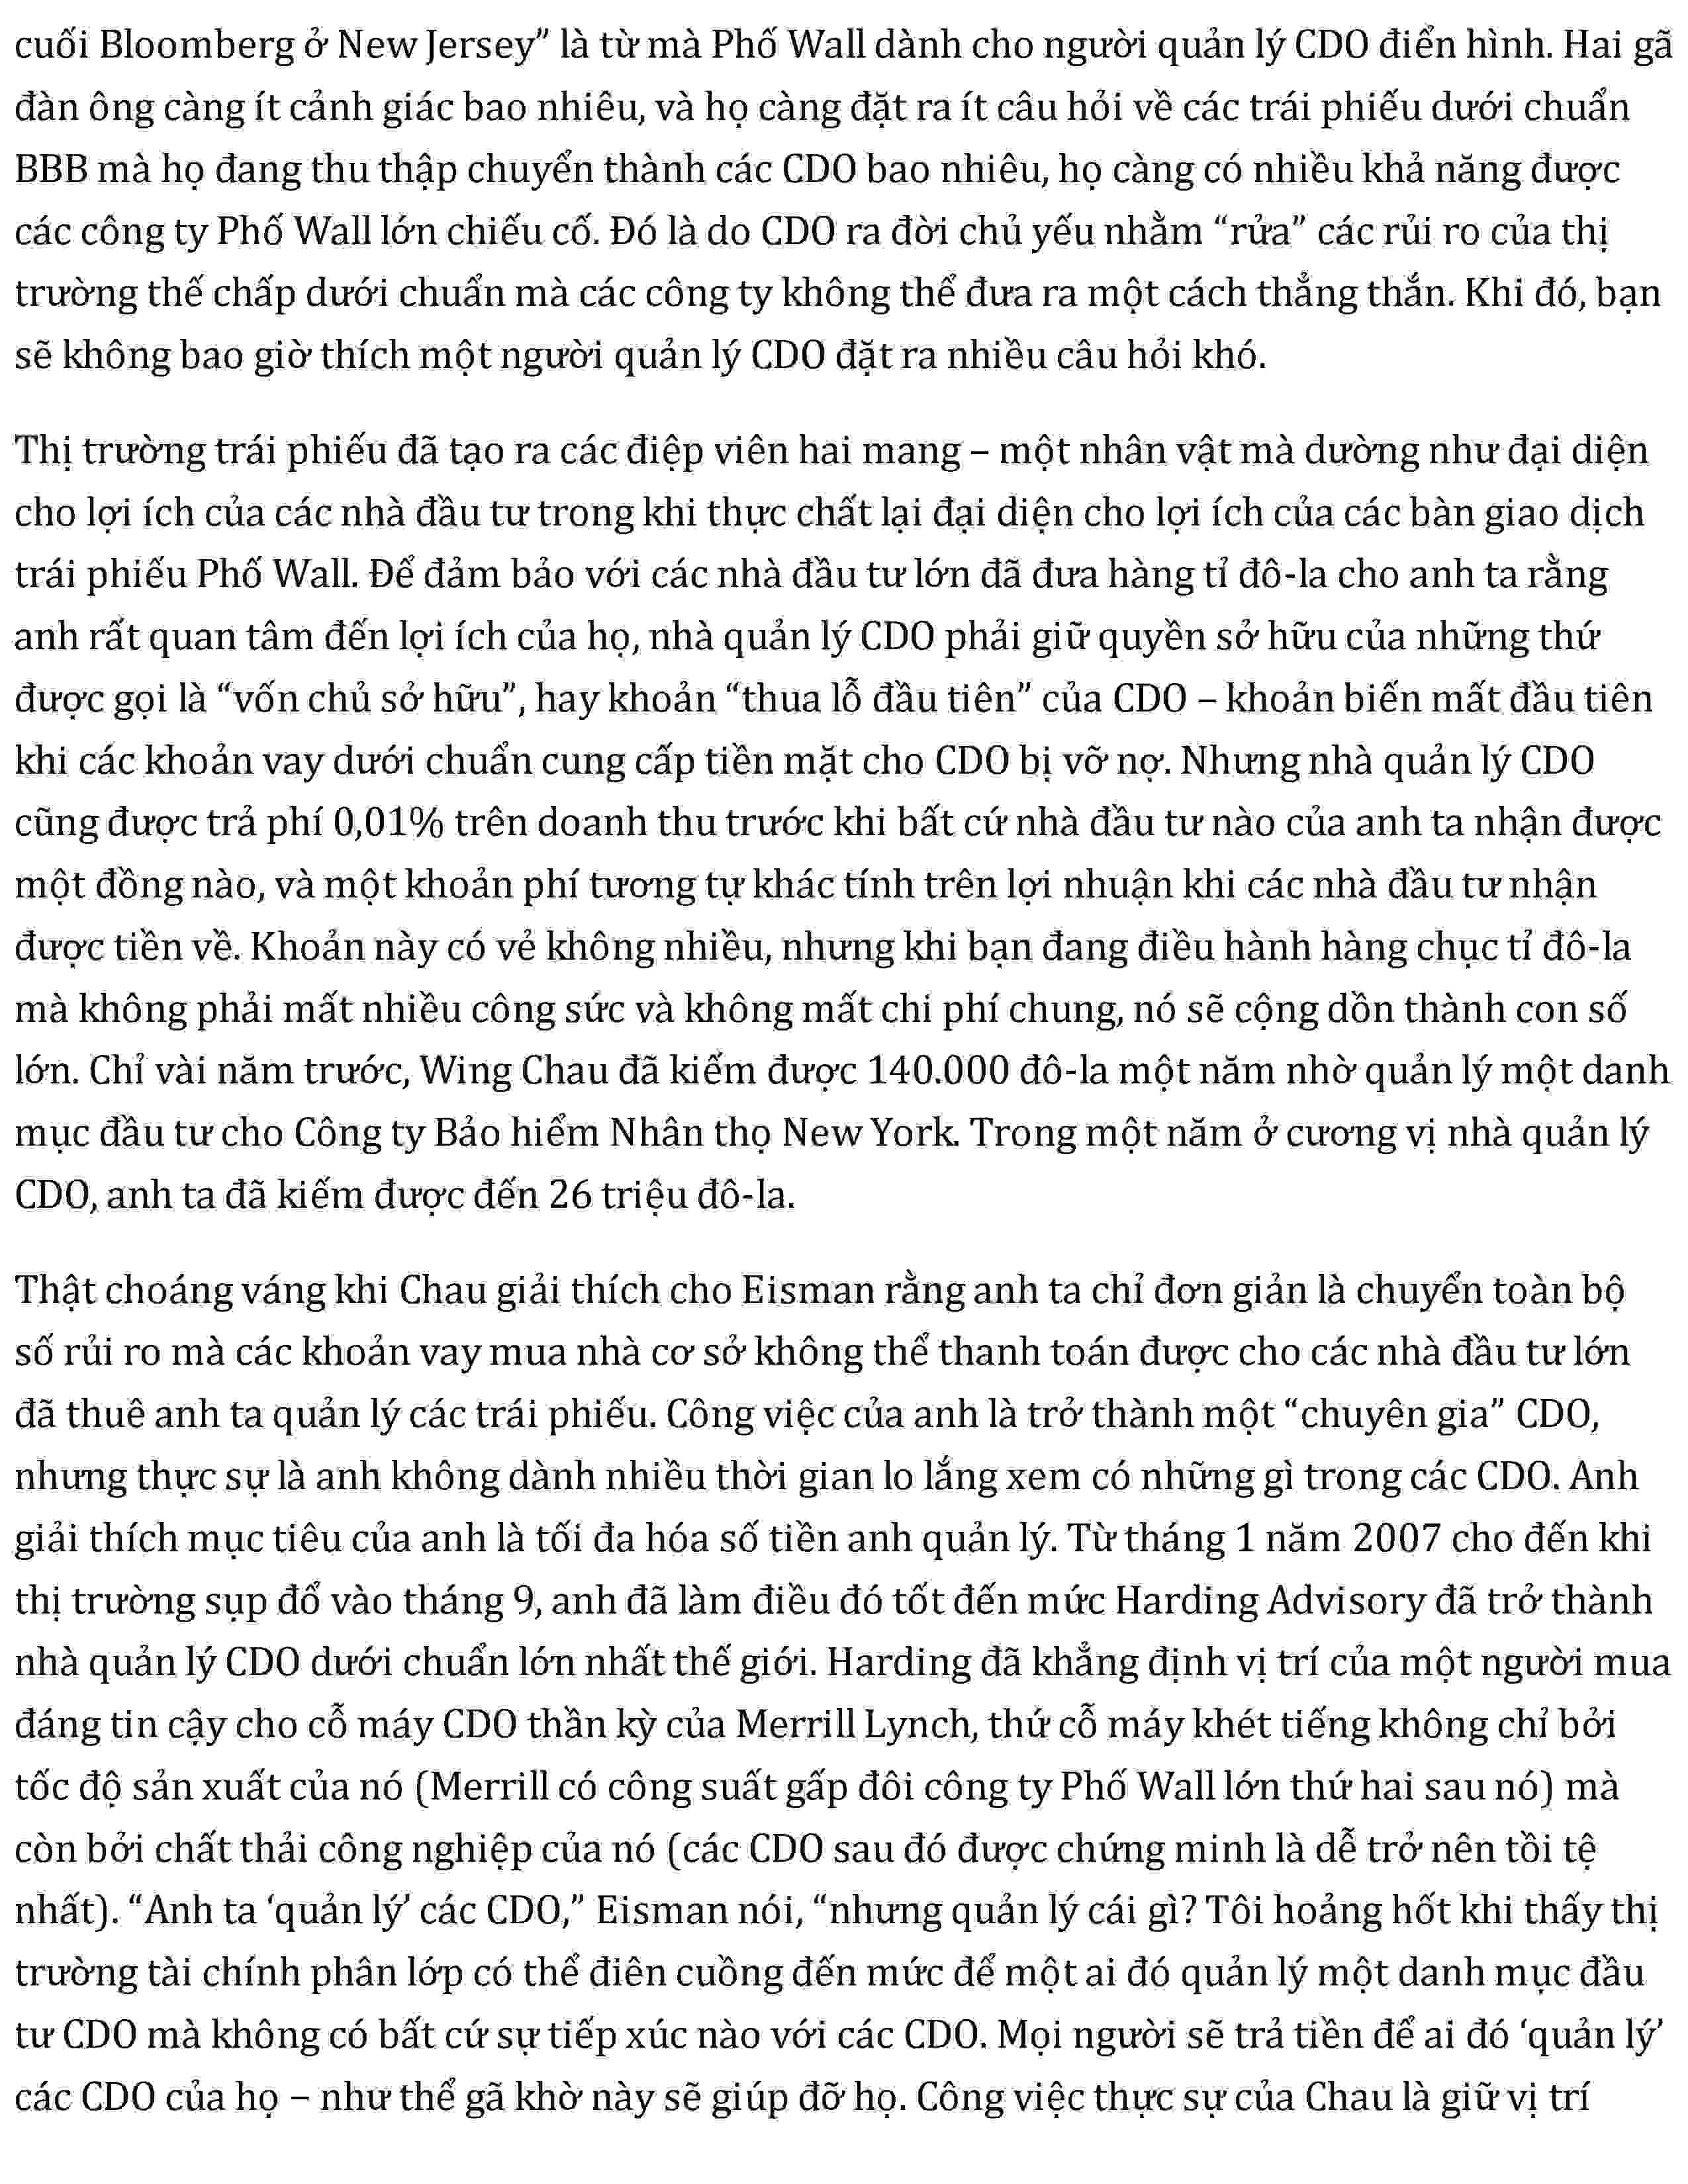 cuối Bloomberg ở New Jersey” là từ mà Phố Wall dành cho người quản lý CDO điển hình. Hai gã
đàn ông càng ít cảnh giác bao nhiêu, và họ càng đặt ra ít câu hỏi về các trái phiếu dưới chuẩn
BBB mà họ đang thu thập chuyển thành các CDO bao nhiêu, họ càng có nhiều khả năng được
các công ty Phố Wall lớn chiếu cố. Đó là do CDO ra đời chủ yếu nhằm “rửa” các rủi ro của thị
trường thế chấp dưới chuẩn mà các công ty không thể đưa ra một cách thẳng thắn. Khi đó, bạn
sẽ không bao giờ thích một người quản lý CDO đặt ra nhiều câu hỏi khó.
Thị trường trái phiếu đã tạo ra các điệp viên hai mang – một nhân vật mà dường như đại diện
cho lợi ích của các nhà đầu tư trong khi thực chất lại đại diện cho lợi ích của các bàn giao dịch
trái phiếu Phố Wall. Để đảm bảo với các nhà đầu tư lớn đã đưa hàng tỉ đô-la cho anh ta rằng
anh rất quan tâm đến lợi ích của họ, nhà quản lý CDO phải giữ quyền sở hữu của những thứ
được gọi là “vốn chủ sở hữu”, hay khoản “thua lỗ đầu tiên” của CDO – khoản biến mất đầu tiên
khi các khoản vay dưới chuẩn cung cấp tiền mặt cho CDO bị vỡ nợ. Nhưng nhà quản lý CDO
cũng được trả phí 0,01% trên doanh thu trước khi bất cứ nhà đầu tư nào của anh ta nhận được
một đồng nào, và một khoản phí tương tự khác tính trên lợi nhuận khi các nhà đầu tư nhận
được tiền về. Khoản này có vẻ không nhiều, nhưng khi bạn đang điều hành hàng chục tỉ đô-la
mà không phải mất nhiều công sức và không mất chi phí chung, nó sẽ cộng dồn thành con số
lớn. Chỉ vài năm trước, Wing Chau đã kiếm được 140.000 đô-la một năm nhờ quản lý một danh
mục đầu tư cho Công ty Bảo hiểm Nhân thọ New York. Trong một năm ở cương vị nhà quản lý
CDO, anh ta đã kiếm được đến 26 triệu đô-la.
Thật choáng váng khi Chau giải thích cho Eisman rằng anh ta chỉ đơn giản là chuyển toàn bộ
số rủi ro mà các khoản vay mua nhà cơ sở không thể thanh toán được cho các nhà đầu tư lớn
đã thuê anh ta quản lý các trái phiếu. Công việc của anh là trở thành một “chuyên gia” CDO,
nhưng thực sự là anh không dành nhiều thời gian lo lắng xem có những gì trong các CDO. Anh
giải thích mục tiêu của anh là tối đa hóa số tiền anh quản lý. Từ tháng 1 năm 2007 cho đến khi
thị trường sụp đổ vào tháng 9, anh đã làm điều đó tốt đến mức Harding Advisory đã trở thành
nhà quản lý CDO dưới chuẩn lớn nhất thế giới. Harding đã khẳng định vị trí của một người mua
đáng tin cậy cho cỗ máy CDO thần kỳ của Merrill Lynch, thứ cỗ máy khét tiếng không chỉ bởi
tốc độ sản xuất của nó (Merrill có công suất gấp đôi công ty Phố Wall lớn thứ hai sau nó) mà
còn bởi chất thải công nghiệp của nó (các CDO sau đó được chứng minh là dễ trở nên tồi tệ
nhất). “Anh ta ‘quản lý’ các CDO,” Eisman nói, “nhưng quản lý cái gì? Tôi hoảng hốt khi thấy thị
trường tài chính phân lớp có thể điên cuồng đến mức để một ai đó quản lý một danh mục đầu
tư CDO mà không có bất cứ sự tiếp xúc nào với các CDO. Mọi người sẽ trả tiền để ai đó ‘quản lý’
các CDO của họ – như thể gã khờ này sẽ giúp đỡ họ. Công việc thực sự của Chau là giữ vị trí